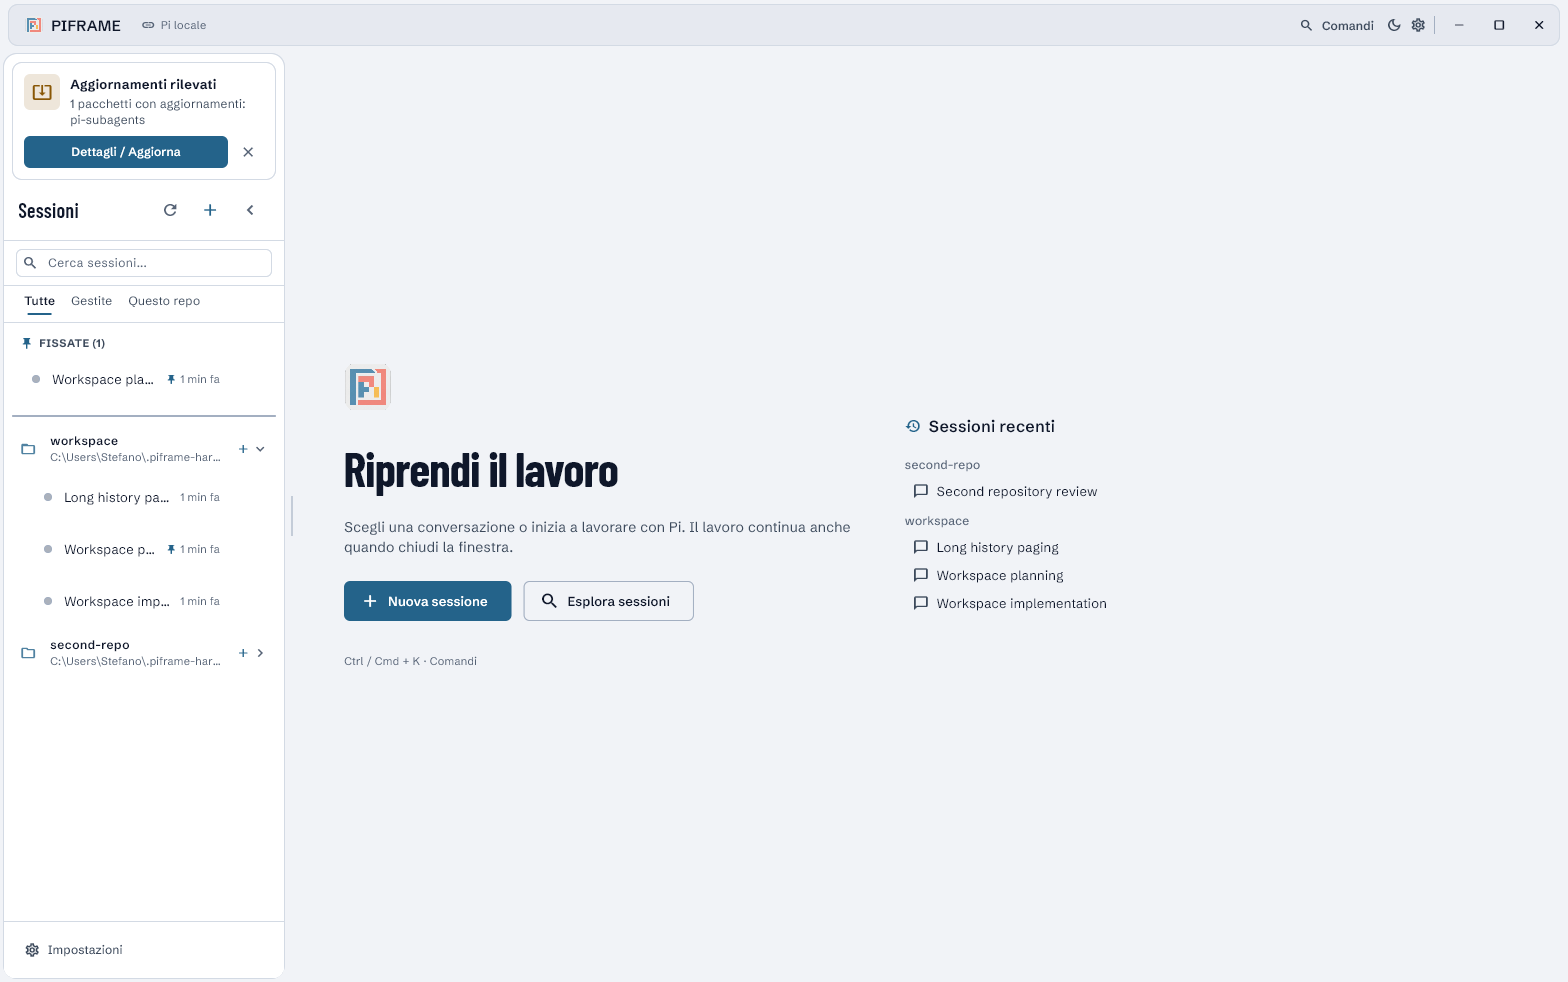 PIFRAME
Pi locale
Comandi
Aggiornamenti rilevati
1 pacchetti con aggiornamenti:
pi-subagents
Dettagli / Aggiorna
Sessioni
Cerca sessioni...
Tutte Gestite Questo repo
FISSATE (1)
Workspace pla... 1 min fa
workspace
C:\Users\Stefano\.piframe-har...
Long history pa... 1 min fa
Workspace p... 1 min fa
Workspace imp... 1 min fa
second-repo
C:\Users\Stefano\.piframe-har...
Impostazioni
Riprendi il lavoro
Scegli una conversazione o inizia a lavorare con Pi. Il lavoro continua anche
quando chiudi la finestra.
Nuova sessione
Esplora sessioni
Ctrl / Cmd + K · Comandi
Sessioni recenti
second-repo
Second repository review
workspace
Long history paging
Workspace planning
Workspace implementation